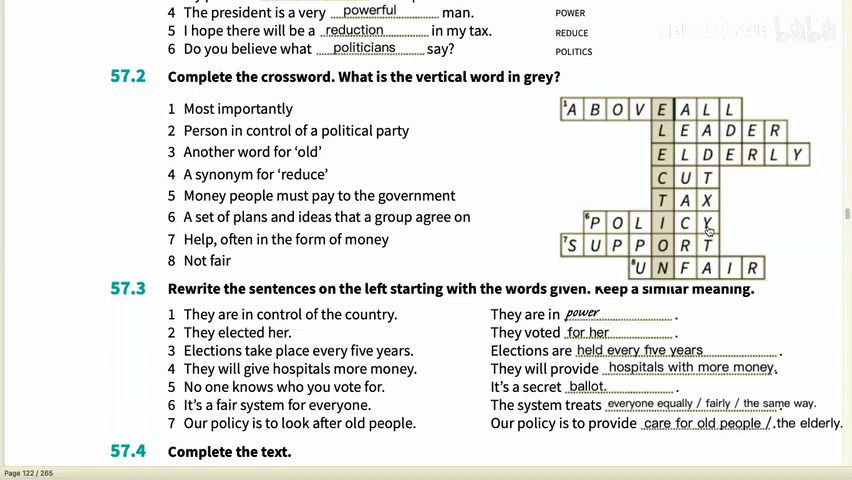 4 The president is a very powerful man. POWER
5 I hope there will be a reduction in my tax. REDUCE
6 Do you believe what politicians say? POLITICS
57.2 Complete the crossword. What is the vertical word in grey?
1 Most importantly
2 Person in control of a political party
3 Another word for 'old'
4 A synonym for 'reduce'
5 Money people must pay to the government
6 A set of plans and ideas that a group agree on
7 Help, often in the form of money
8 Not fair
1 A B O V E A L L
L E A D E R
E L D E R L Y
C U T
T A X
6 P O L I C Y
7 S U P P O R T
8 U N F A I R
57.3 Rewrite the sentences on the left starting with the words given. Keep a similar meaning.
1 They are in control of the country. They are in power .
2 They elected her. They voted for her .
3 Elections take place every five years. Elections are held every five years .
4 They will give hospitals more money. They will provide hospitals with more money.
5 No one knows who you vote for. It's a secret ballot. .
6 It's a fair system for everyone. The system treats everyone equally / fairly / the same way.
7 Our policy is to look after old people. Our policy is to provide care for old people / .the elderly.
57.4 Complete the text.
Page 122 / 265